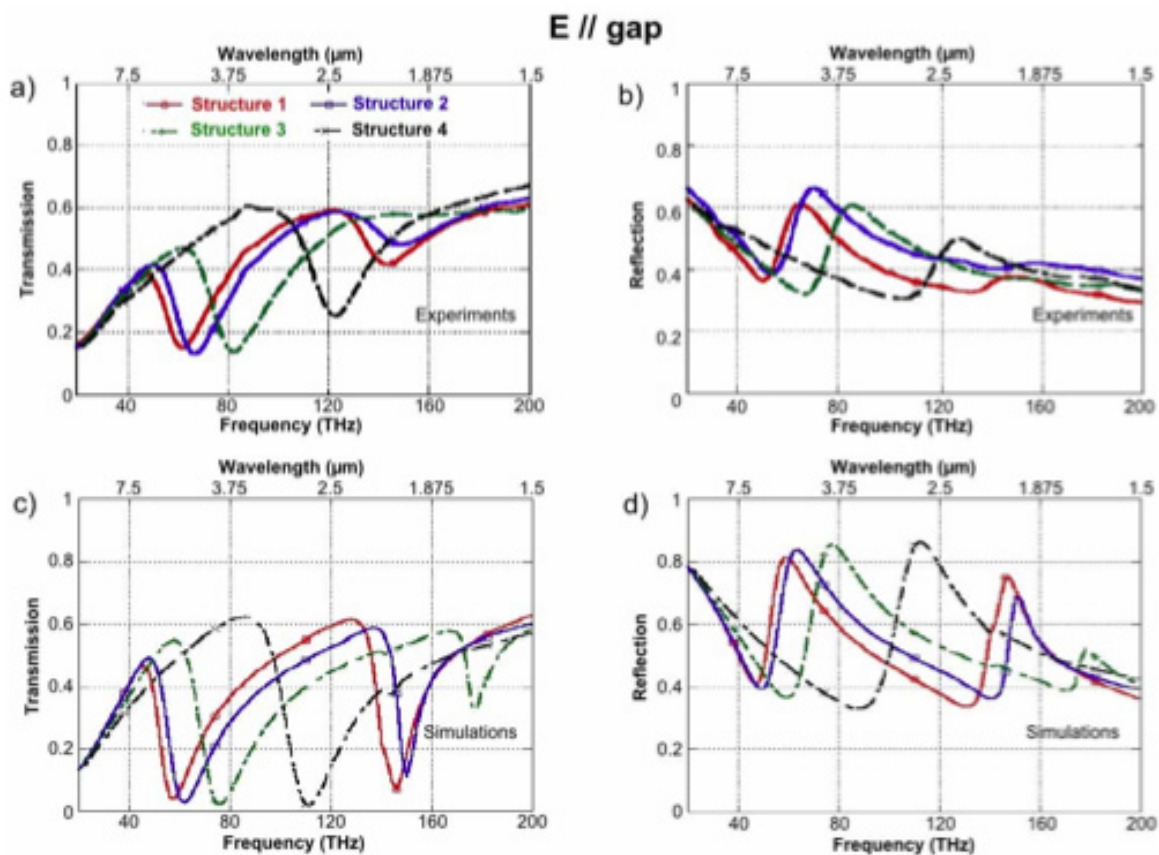 E // gap
Wavelength (µm)
7.5 3.75 2.5 1.875 1.5
a)
Structure 1 Structure 2
Structure 3 Structure 4
Transmission
1
0.8
0.6
0.4
0.2
0
Experiments
40 80 120 160 200
Frequency (THz)
Wavelength (µm)
7.5 3.75 2.5 1.875 1.5
b)
Reflection
1
0.8
0.6
0.4
0.2
0
Experiments
40 80 120 160 200
Frequency (THz)
Wavelength (µm)
7.5 3.75 2.5 1.875 1.5
c)
Transmission
1
0.8
0.6
0.4
0.2
0
Simulations
40 80 120 160 200
Frequency (THz)
Wavelength (µm)
7.5 3.75 2.5 1.875 1.5
d)
Reflection
1
0.8
0.6
0.4
0.2
0
Simulations
40 80 120 160 200
Frequency (THz)